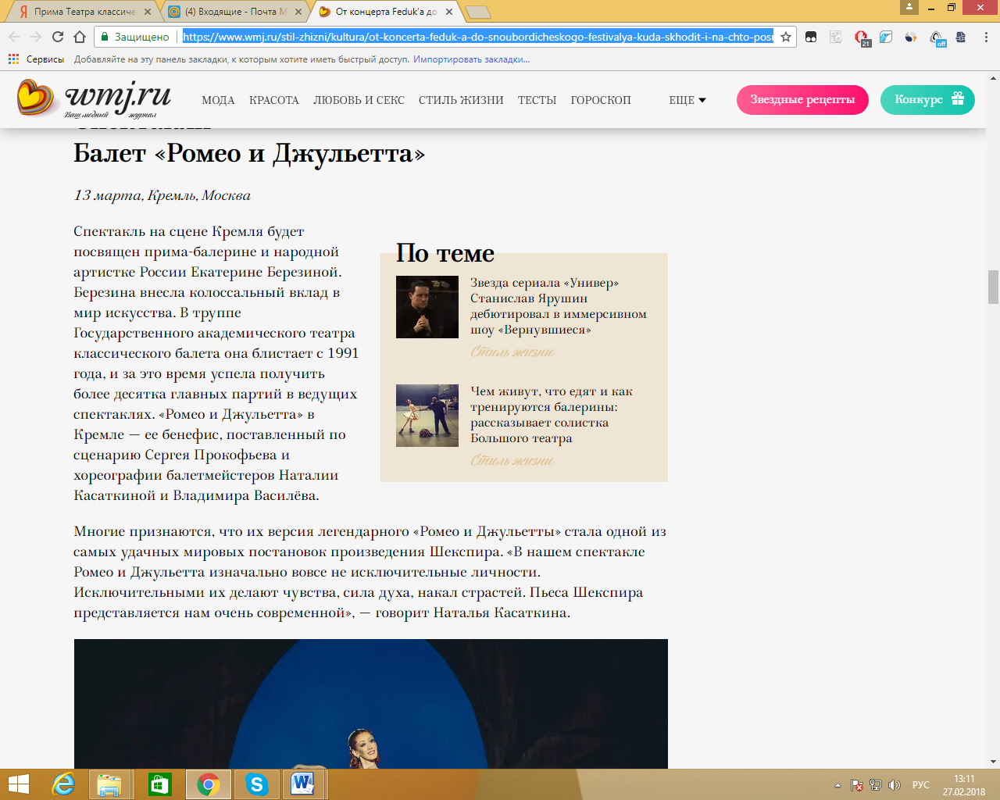 Прима Театра классичес
(4) Входящие - Почта M
От концерта Feduk'a до
Защищено
https://www.wmj.ru/stil-zhizni/kultura/ot-koncerta-feduk-a-do-snoubordicheskogo-festivalya-kuda-skhodit-i-na-chto-posm
21
off
Сервисы
Добавляйте на эту панель закладки, к которым хотите иметь быстрый доступ. Импортировать закладки...
wmj.ru
Ваш модный журнал
МОДА КРАСОТА ЛЮБОВЬ И СЕКС СТИЛЬ ЖИЗНИ ТЕСТЫ ГОРОСКОП ЕЩЕ
Звездные рецепты
Конкурс
Балет «Ромео и Джульетта»
13 марта, Кремль, Москва
Спектакль на сцене Кремля будет
посвящен прима-балерине и народной
артистке России Екатерине Березиной.
Березина внесла колоссальный вклад в
мир искусства. В труппе
Государственного академического театра
классического балета она блистает с 1991
года, и за это время успела получить
более десятка главных партий в ведущих
спектаклях. «Ромео и Джульетта» в
Кремле — ее бенефис, поставленный по
сценарию Сергея Прокофьева и
хореографии балетмейстеров Наталии
Касаткиной и Владимира Василёва.
По теме
Звезда сериала «Универ»
Станислав Ярушин
дебютировал в иммерсивном
шоу «Вернувшиеся»
Стиль жизни
Чем живут, что едят и как
тренируются балерины:
рассказывает солистка
Большого театра
Стиль жизни
Многие признаются, что их версия легендарного «Ромео и Джульетты» стала одной из
самых удачных мировых постановок произведения Шекспира. «В нашем спектакле
Ромео и Джульетта изначально вовсе не исключительные личности.
Исключительными их делают чувства, сила духа, накал страстей. Пьеса Шекспира
представляется нам очень современной», — говорит Наталья Касаткина.
РУС
13:11
27.02.2018